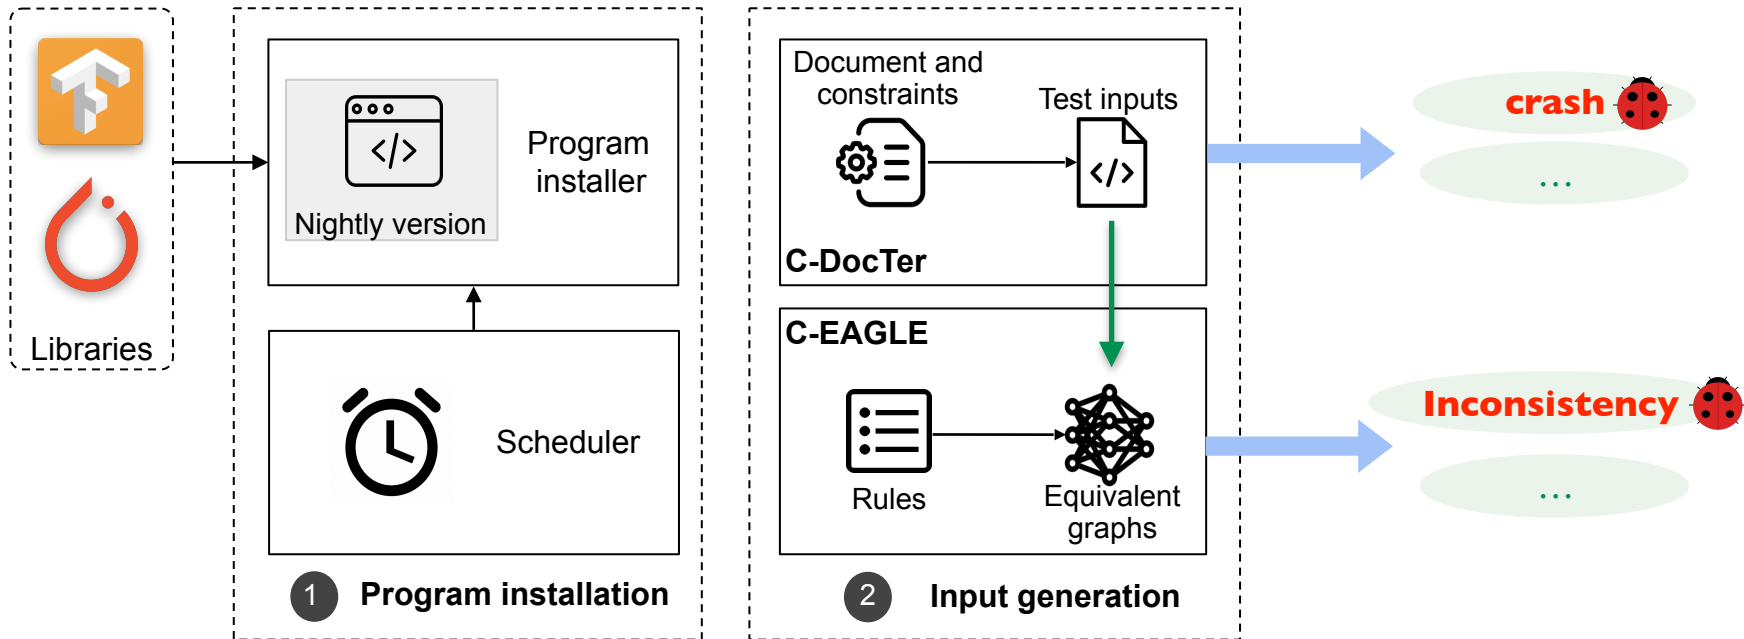 Libraries
</>
Nightly version
Program
installer
Scheduler
1 Program installation
Document and
constraints
Test inputs
</>
C-DocTer
C-EAGLE
Rules
Equivalent
graphs
2 Input generation
crash
...
Inconsistency
...